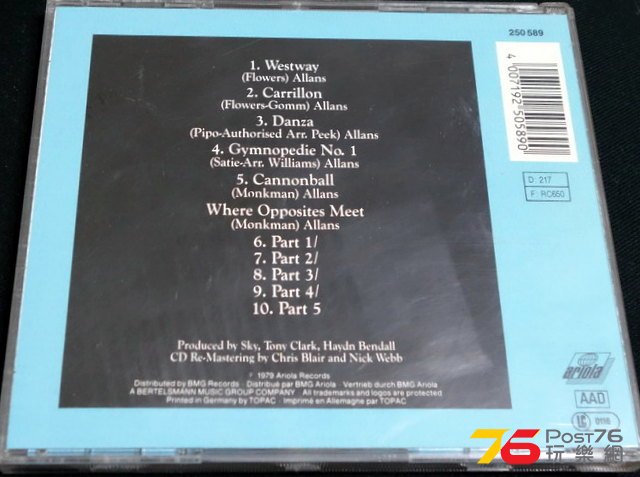 250 589
1. Westway
(Flowers) Allans
2. Carrillon
(Flowers-Gomm) Allans
3. Danza
(Pipo-Authorised Arr. Peek) Allans
4. Gymnopedie No. 1
(Satie-Arr. Williams) Allans
5. Cannonball
(Monkman) Allans
Where Opposites Meet
(Monkman) Allans
6. Part 1/
7. Part 2/
8. Part 3/
9. Part 4/
10. Part 5
Produced by Sky, Tony Clark, Haydn Bendall
CD Re-Mastering by Chris Blair and Nick Webb
℗ 1979 Ariola Records
Distributed by BMG Records · Distribué par BMG Ariola · Vertrieb durch BMG Ariola
A BERTELSMANN MUSIC GROUP COMPANY · All trademarks and logos are protected
Printed in Germany by TOPAC · Imprimé en Allemagne par TOPAC
4 007192 505890
D 217
F RC650
ariola
AAD
LC 0116
76 POST76
玩樂網